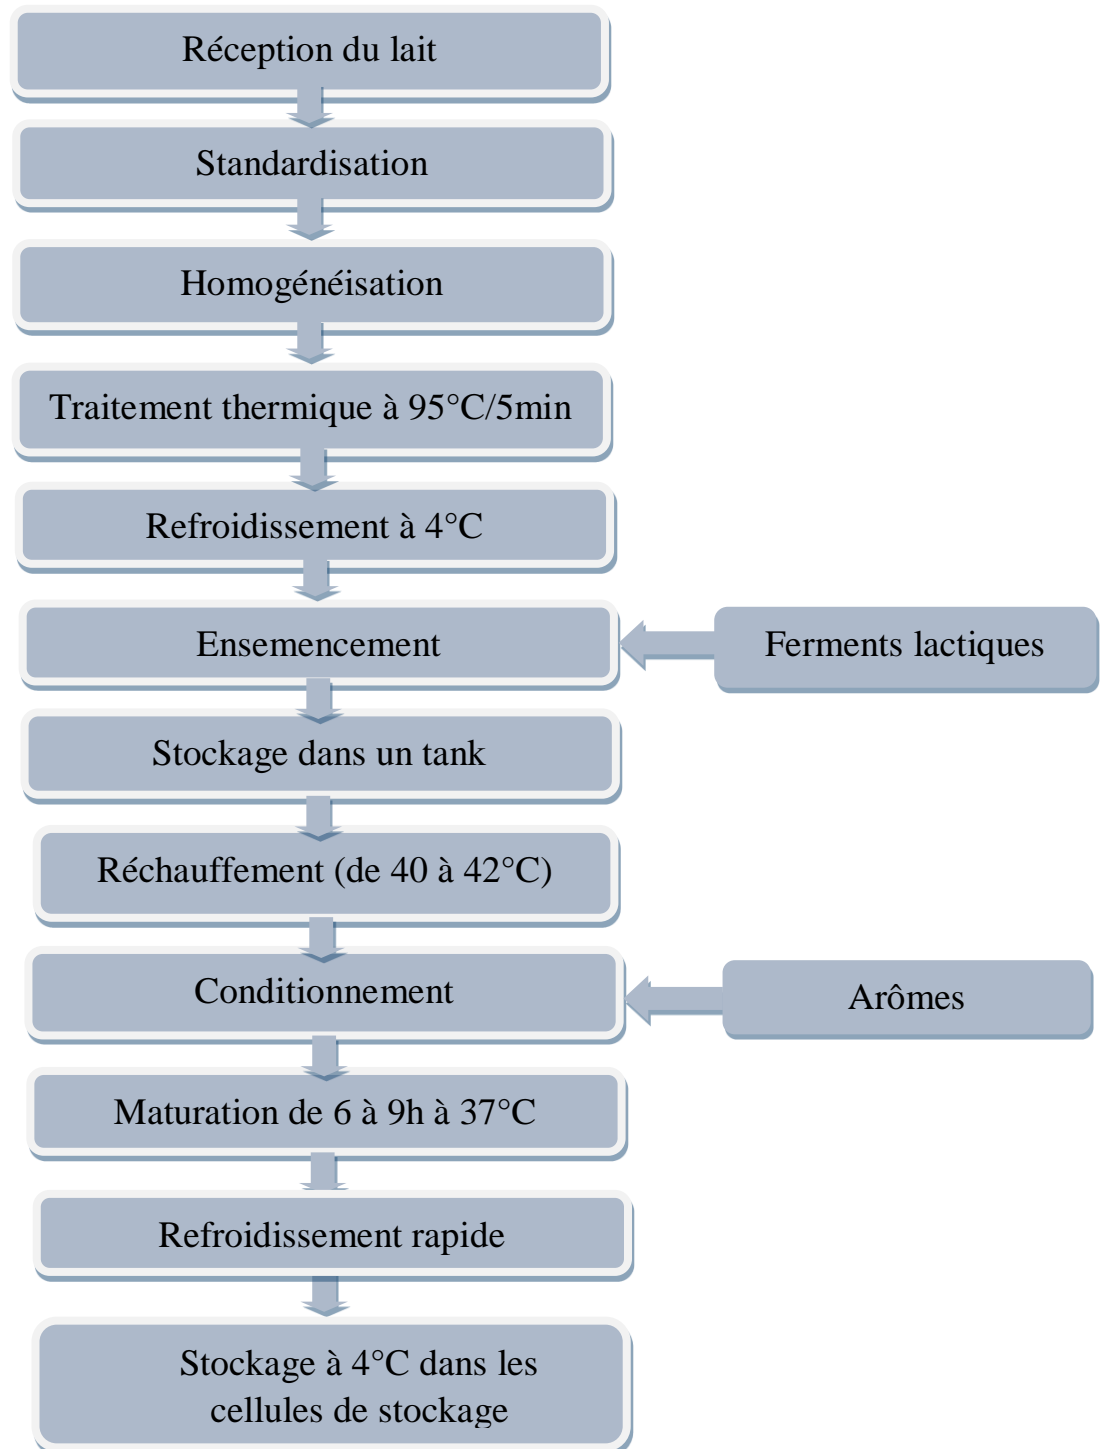 Réception du lait
Standardisation
Homogénéisation
Traitement thermique à 95°C/5min
Refroidissement à 4°C
Ensemencement
Ferments lactiques
Stockage dans un tank
Réchauffement (de 40 à 42°C)
Conditionnement
Arômes
Maturation de 6 à 9h à 37°C
Refroidissement rapide
Stockage à 4°C dans les
cellules de stockage